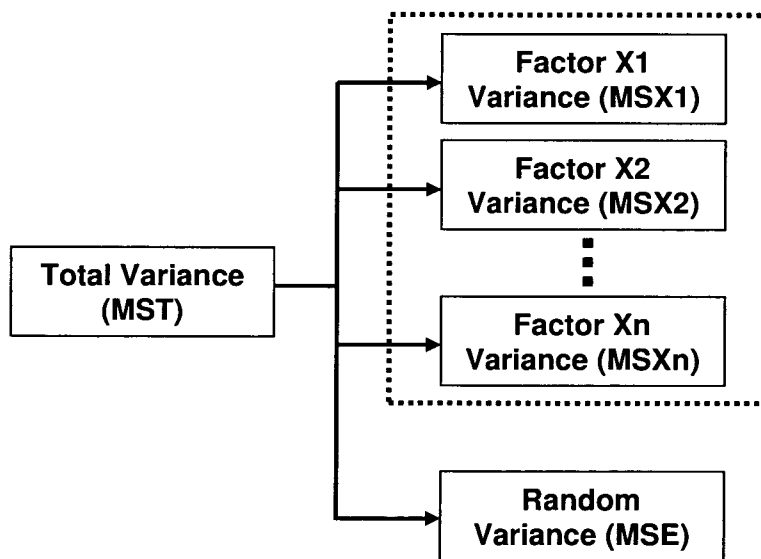 Factor X1
Variance (MSX1)
Factor X2
Variance (MSX2)
Total Variance
(MST)
Factor Xn
Variance (MSXn)
Random
Variance (MSE)